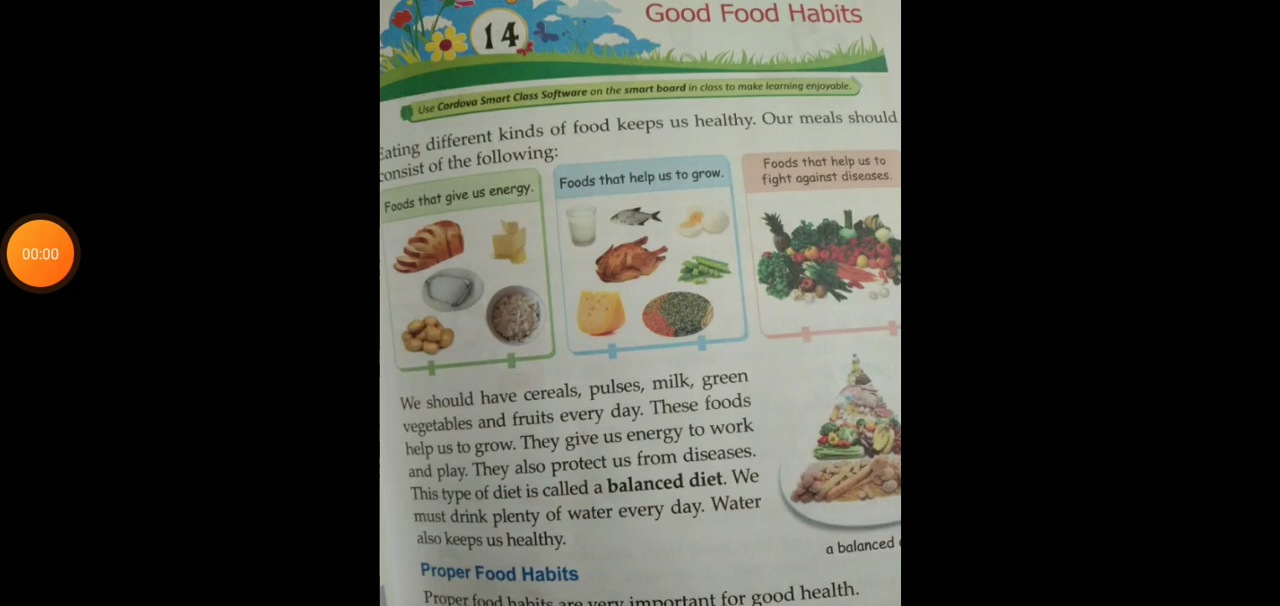 14
Good Food Habits
Use Cordova Smart Class Software on the smart board in class to make learning enjoyable.
Eating different kinds of food keeps us healthy. Our meals should
consist of the following:
Foods that give us energy.
Foods that help us to grow.
Foods that help us to
fight against diseases.
00:00
We should have cereals, pulses, milk, green
vegetables and fruits every day. These foods
help us to grow. They give us energy to work
and play. They also protect us from diseases.
This type of diet is called a balanced diet. We
must drink plenty of water every day. Water
also keeps us healthy.
a balanced
Proper Food Habits
Proper food habits are very important for good health.